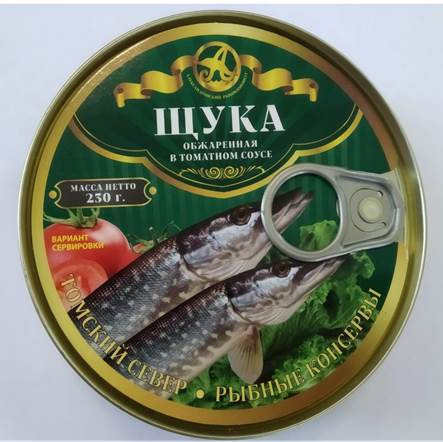 ЩУКА
ОБЖАРЕННАЯ
В ТОМАТНОМ СОУСЕ
МАССА НЕТТО
230 г.
ВАРИАНТ
СЕРВИРОВКИ
ТОМСКИЙ СЕВЕР • РЫБНЫЕ КОНСЕРВЫ